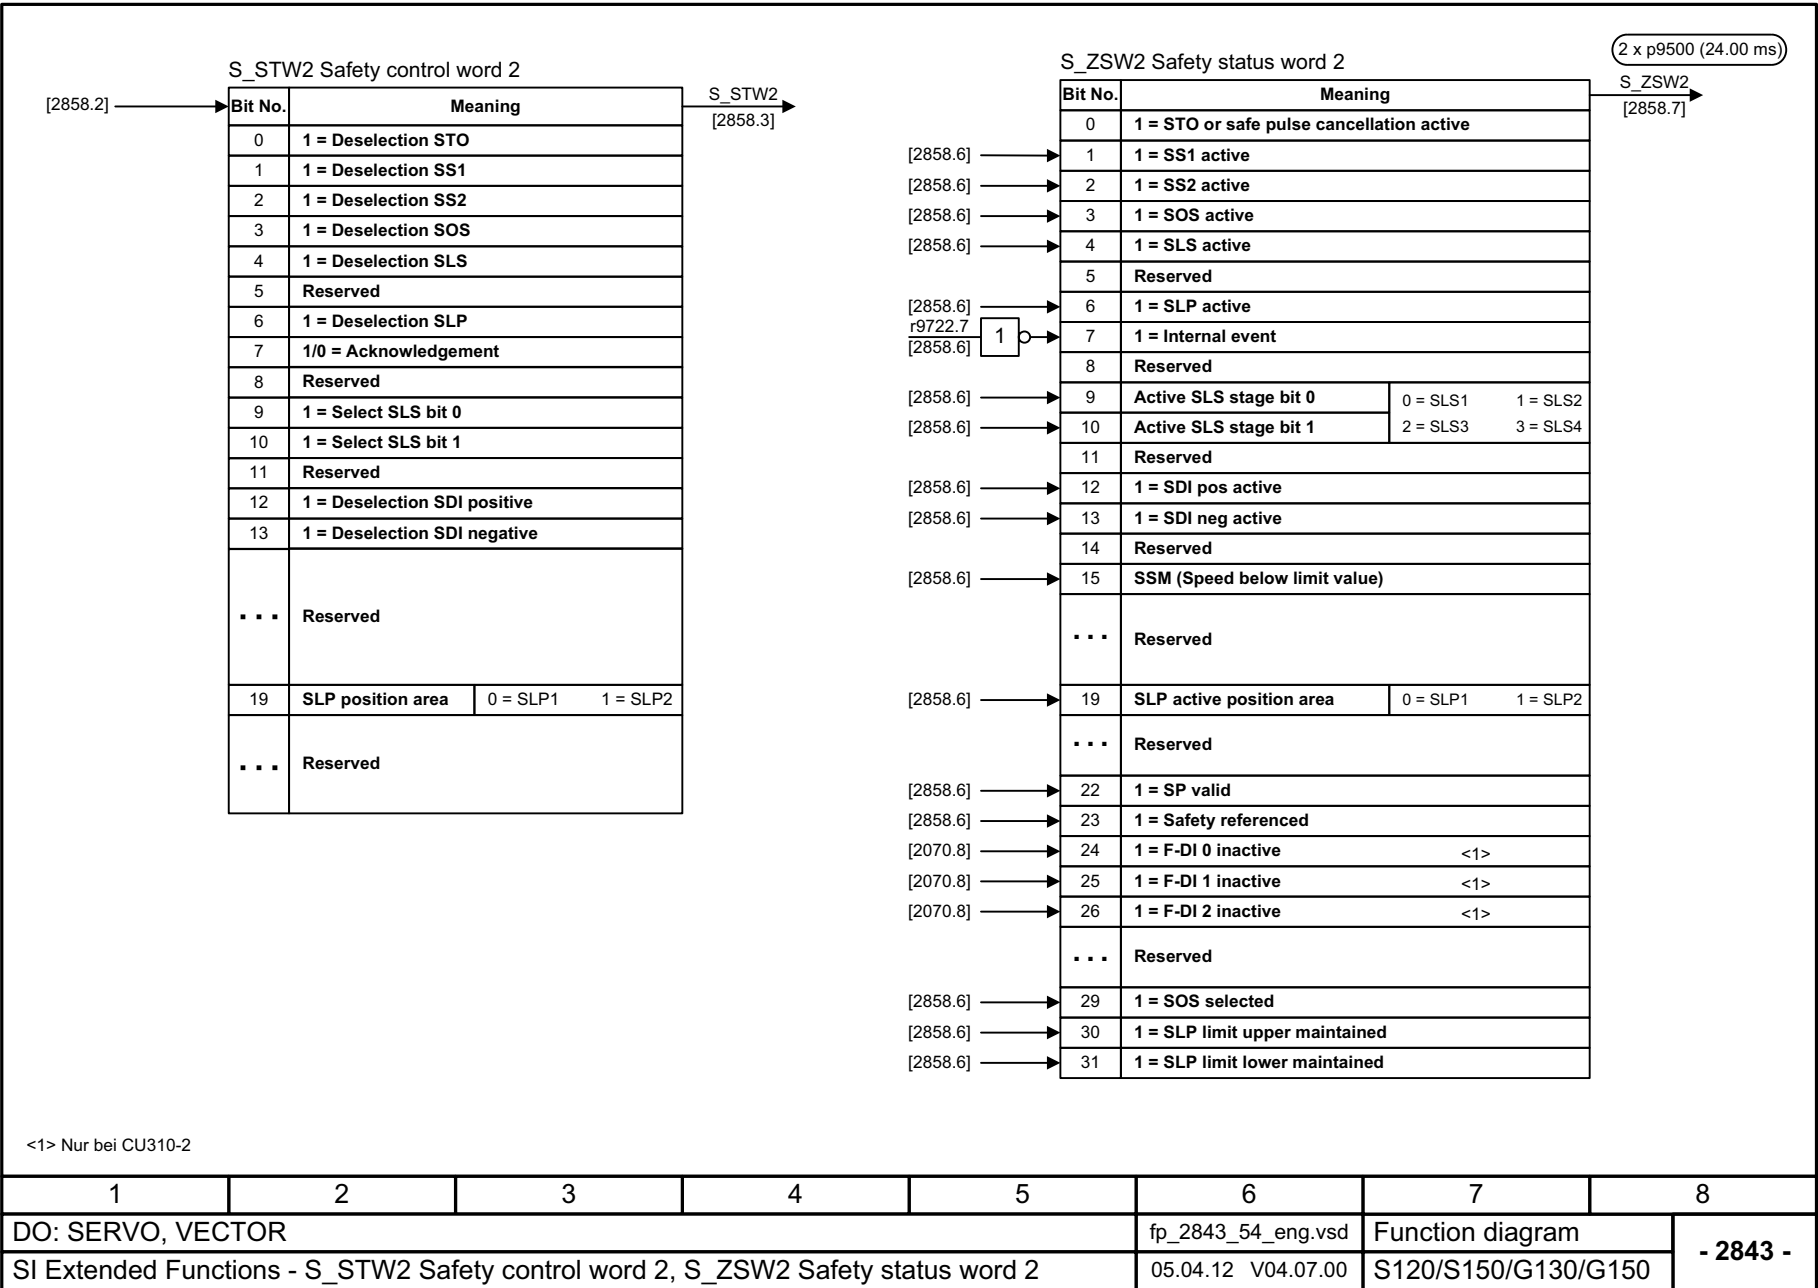 2 x p9500 (24.00 ms)
S_STW2 Safety control word 2
[2858.2]
Bit No. Meaning
S_STW2
[2858.3]
0 1 = Deselection STO
1 1 = Deselection SS1
2 1 = Deselection SS2
3 1 = Deselection SOS
4 1 = Deselection SLS
5 Reserved
6 1 = Deselection SLP
7 1/0 = Acknowledgement
8 Reserved
9 1 = Select SLS bit 0
10 1 = Select SLS bit 1
11 Reserved
12 1 = Deselection SDI positive
13 1 = Deselection SDI negative
... Reserved
19 SLP position area 0 = SLP1 1 = SLP2
... Reserved
S_ZSW2 Safety status word 2
Bit No. Meaning
S_ZSW2
[2858.7]
0 1 = STO or safe pulse cancellation active
[2858.6] 1 1 = SS1 active
[2858.6] 2 1 = SS2 active
[2858.6] 3 1 = SOS active
[2858.6] 4 1 = SLS active
5 Reserved
[2858.6] 6 1 = SLP active
r9722.7
[2858.6] 1 7 1 = Internal event
8 Reserved
[2858.6] 9 Active SLS stage bit 0 0 = SLS1 1 = SLS2
[2858.6] 10 Active SLS stage bit 1 2 = SLS3 3 = SLS4
11 Reserved
[2858.6] 12 1 = SDI pos active
[2858.6] 13 1 = SDI neg active
14 Reserved
[2858.6] 15 SSM (Speed below limit value)
... Reserved
[2858.6] 19 SLP active position area 0 = SLP1 1 = SLP2
... Reserved
[2858.6] 22 1 = SP valid
[2858.6] 23 1 = Safety referenced
[2070.8] 24 1 = F-DI 0 inactive <1>
[2070.8] 25 1 = F-DI 1 inactive <1>
[2070.8] 26 1 = F-DI 2 inactive <1>
... Reserved
[2858.6] 29 1 = SOS selected
[2858.6] 30 1 = SLP limit upper maintained
[2858.6] 31 1 = SLP limit lower maintained
<1> Nur bei CU310-2
1 2 3 4 5 6 7 8
DO: SERVO, VECTOR fp_2843_54_eng.vsd Function diagram
- 2843 -
SI Extended Functions - S_STW2 Safety control word 2, S_ZSW2 Safety status word 2 05.04.12 V04.07.00 S120/S150/G130/G150